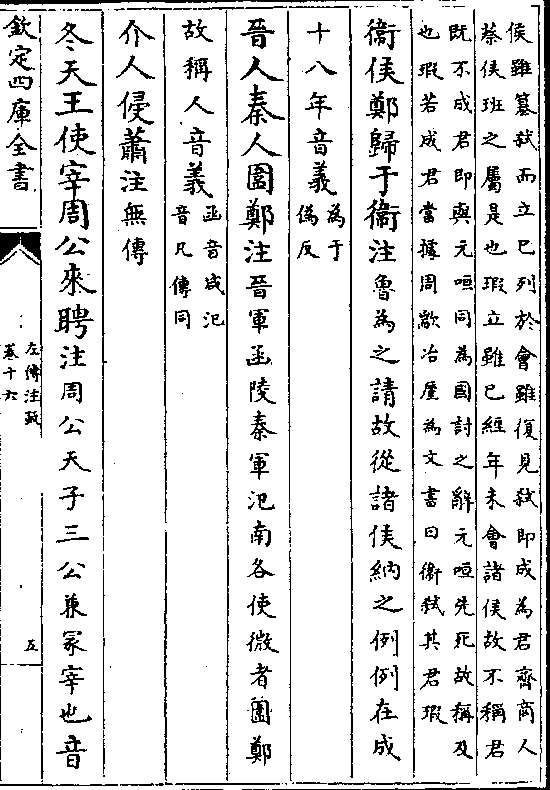 侯雖簒弑而立已列於會雖復見弑即成為君齊商人
蔡侯班之屬是也瑕立雖已經年未會諸侯故不稱君
既不成君即與元咺同為國討之辭元咺先死故稱及
也瑕若成君當據周歂冶廑為文書曰衞弑其君瑕
衞侯鄭歸于衞注魯為之請故從諸侯納之例例在成
十八年音義為于
偽反
晉人秦人圍鄭注晉軍函陵秦軍氾南各使微者圍鄭
故稱人音義函音咸氾
音凡傳同
介人侵蕭注無傳
冬天王使宰周公來聘注周公天子三公兼冢宰也音
欽定四庫全書
左傳注疏
卷十六
五